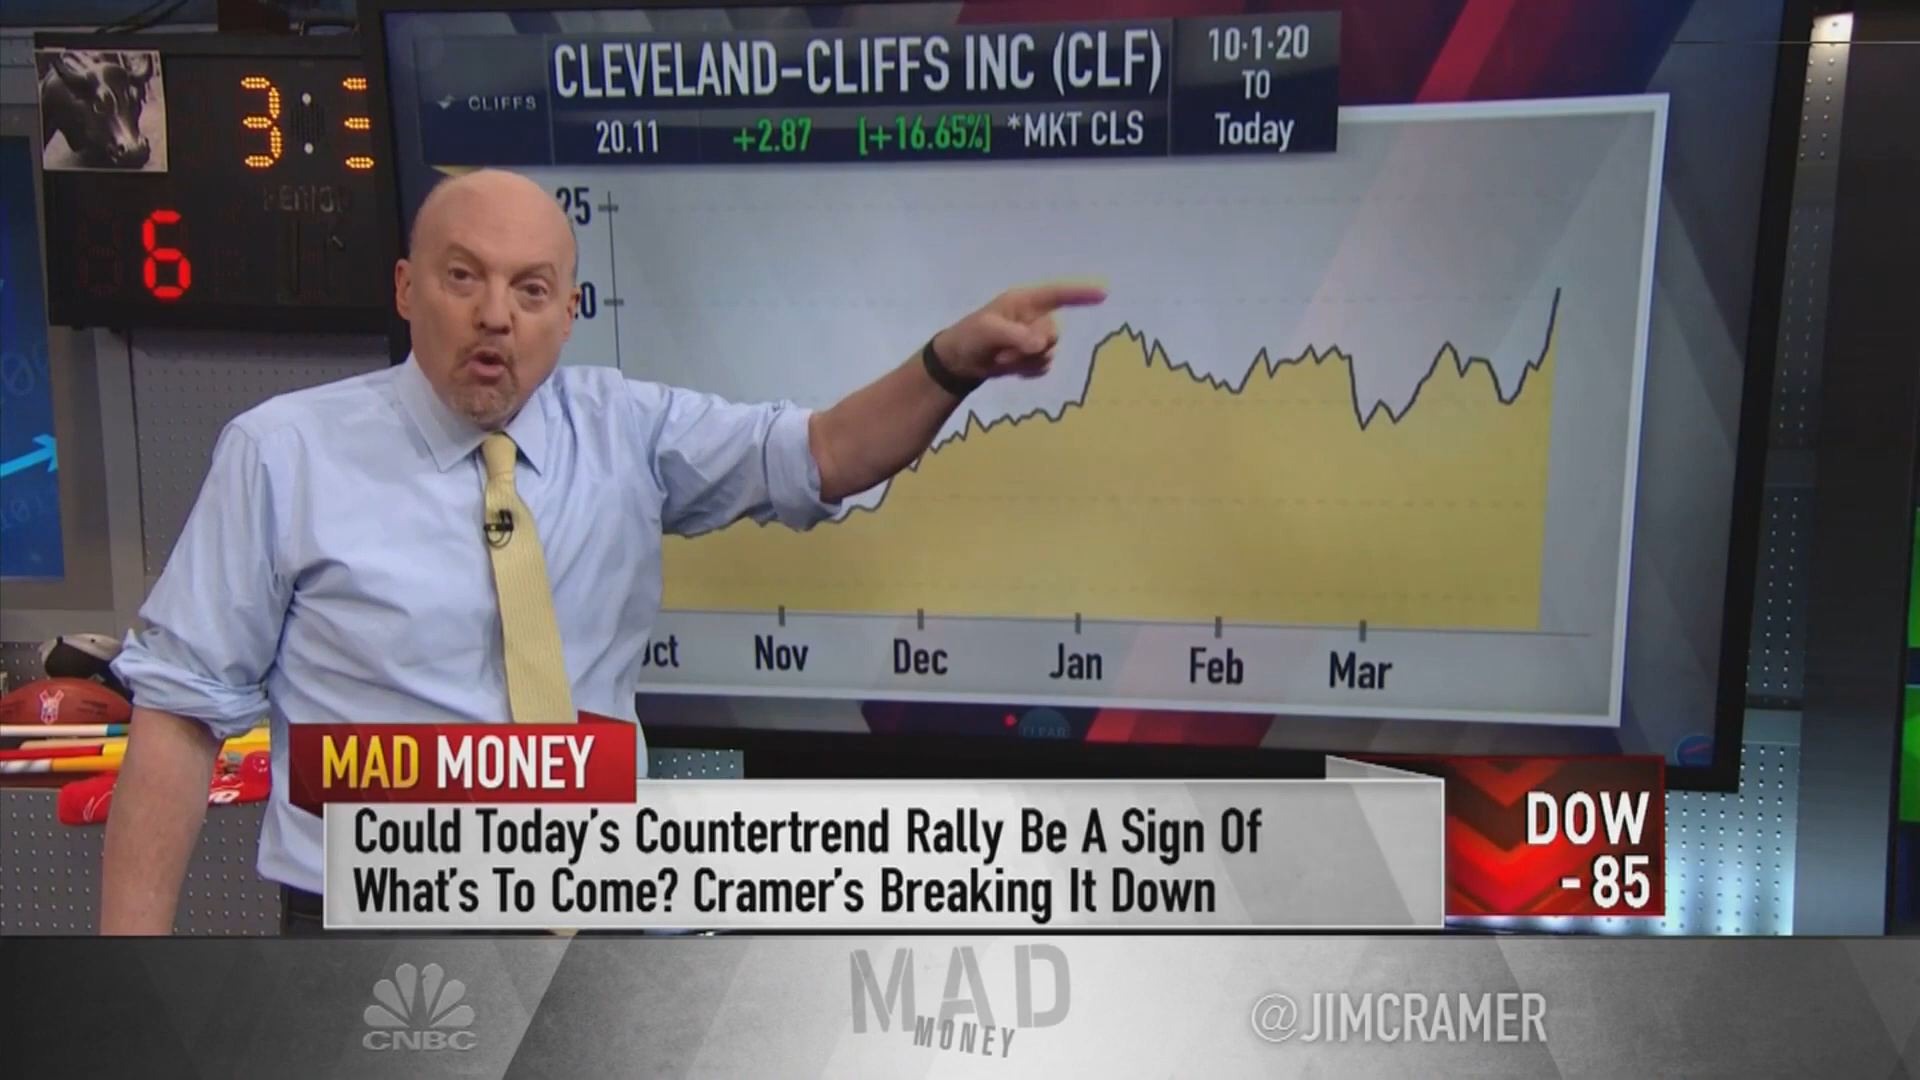 CLIFFS
CLEVELAND-CLIFFS INC (CLF)
20.11 +2.87 [+16.65%] *MKT CLS
10·1·20
TO
Today
3:
6
25
Nov Dec Jan Feb Mar
CLEAR
MAD MONEY
Could Today's Countertrend Rally Be A Sign Of
What's To Come? Cramer's Breaking It Down
DOW
-85
CNBC
MAD
MONEY
@JIMCRAMER